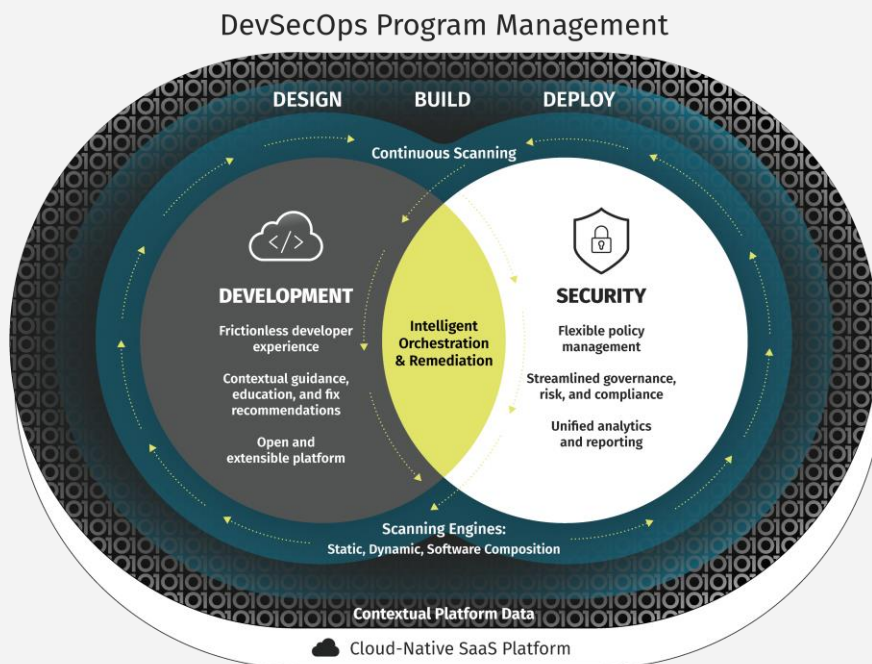 DevSecOps Program Management
DESIGN BUILD DEPLOY
Continuous Scanning
</>
DEVELOPMENT
Frictionless developer
experience
Contextual guidance,
education, and fix
recommendations
Open and
extensible platform
Intelligent
Orchestration
& Remediation
SECURITY
Flexible policy
management
Streamlined governance,
risk, and compliance
Unified analytics
and reporting
Scanning Engines:
Static, Dynamic, Software Composition
Contextual Platform Data
Cloud-Native SaaS Platform